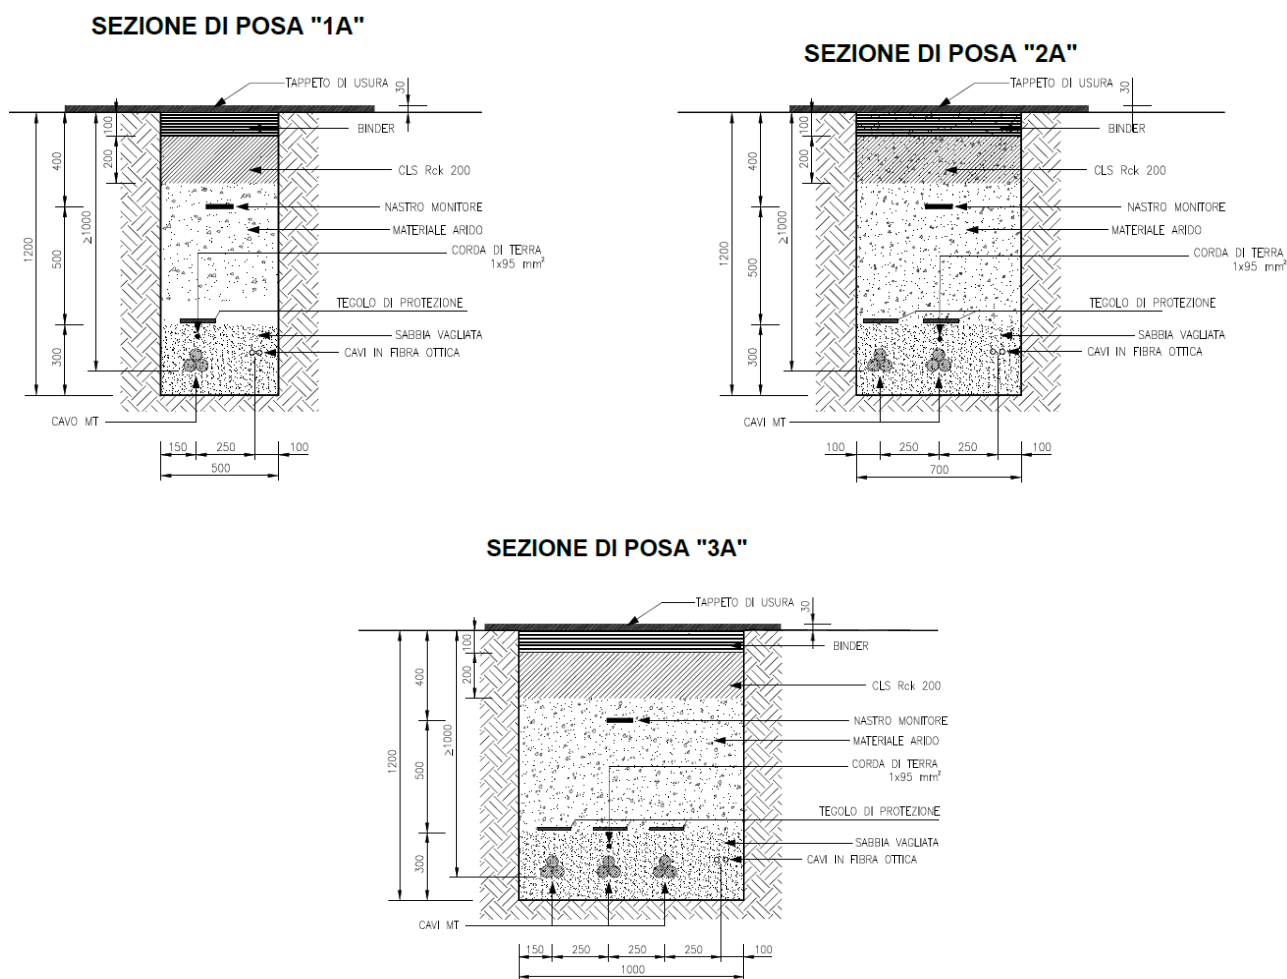 SEZIONE DI POSA "1A"
TAPPETO DI USURA
30
100
BINDER
400
200
CLS Rck 200
NASTRO MONITORE
≥1000
MATERIALE ARIDO
1200
500
CORDA DI TERRA
1x95 mm²
TEGOLO DI PROTEZIONE
SABBIA VAGLIATA
300
CAVI IN FIBRA OTTICA
CAVO MT
150
250
100
500
SEZIONE DI POSA "2A"
TAPPETO DI USURA
30
100
BINDER
400
200
CLS Rck 200
NASTRO MONITORE
≥1000
MATERIALE ARIDO
1200
500
CORDA DI TERRA
1x95 mm²
TEGOLO DI PROTEZIONE
SABBIA VAGLIATA
300
CAVI IN FIBRA OTTICA
CAVI MT
100
250
250
100
700
SEZIONE DI POSA "3A"
TAPPETO DI USURA
30
100
BINDER
400
200
CLS Rck 200
NASTRO MONITORE
≥1000
MATERIALE ARIDO
1200
500
CORDA DI TERRA
1x95 mm²
TEGOLO DI PROTEZIONE
SABBIA VAGLIATA
300
CAVI IN FIBRA OTTICA
CAVI MT
150
250
250
250
100
1000